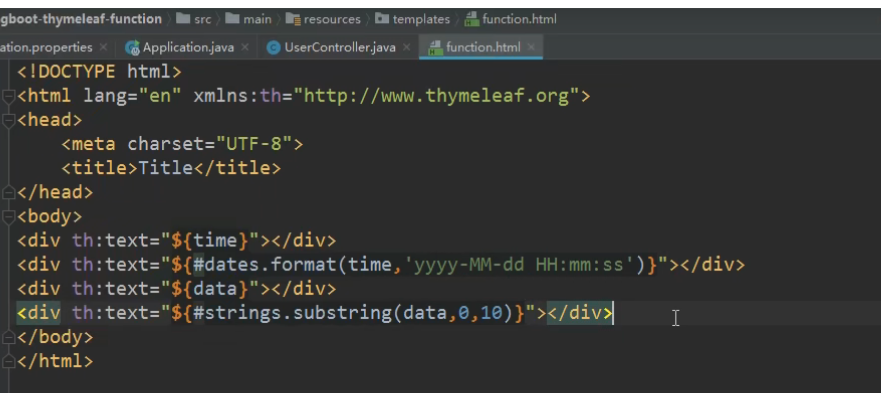 gboot-thymeleaf-function src main resources templates function.html
ation.properties × Application.java × UserController.java × function.html ×
<!DOCTYPE html>
<html lang="en" xmlns:th="http://www.thymeleaf.org">
<head>
    <meta charset="UTF-8">
    <title>Title</title>
</head>
<body>
<div th:text="${time}"></div>
<div th:text="${#dates.format(time,'yyyy-MM-dd HH:mm:ss')}"></div>
<div th:text="${data}"></div>
<div th:text="${#strings.substring(data,0,10)}"></div>
</body>
</html>